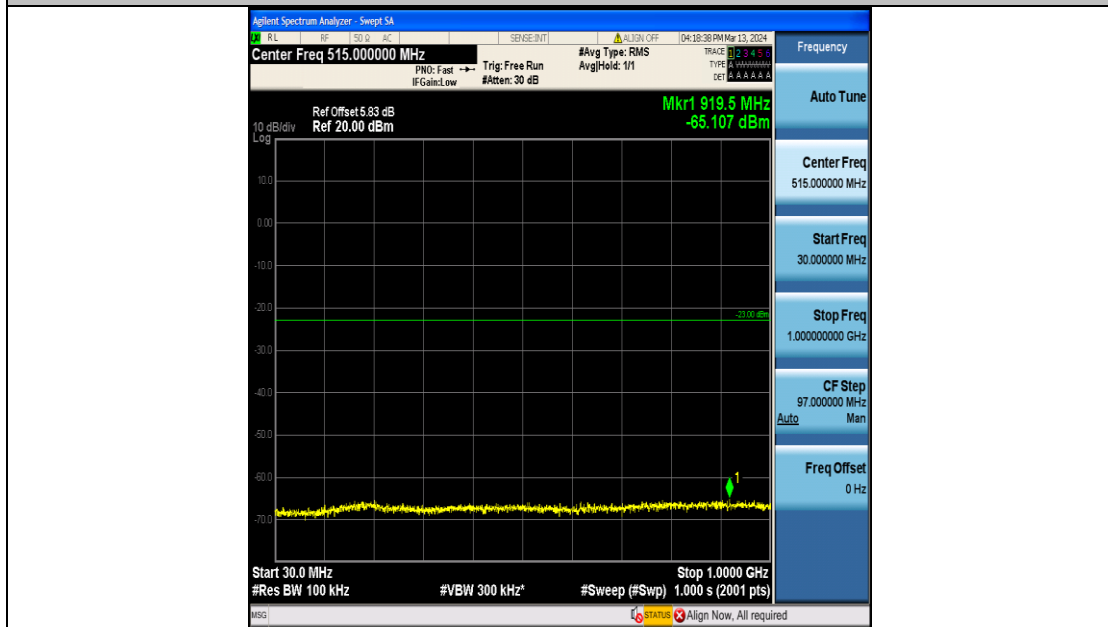 Agilent Spectrum Analyzer - Swept SA
RL RF 50 Ω AC SENSE:INT ALIGN OFF 04:18:38 PM Mar 13, 2024
Center Freq 515.000000 MHz
PNO: Fast
IFGain:Low
Trig: Free Run
#Atten: 30 dB
#Avg Type: RMS
Avg|Hold: 1/1
TRACE 1 2 3 4 5 6
TYPE A WWWWW
DET A A A A A A
Frequency
Auto Tune
Center Freq
515.000000 MHz
Start Freq
30.000000 MHz
Stop Freq
1.000000000 GHz
CF Step
97.000000 MHz
Auto Man
Freq Offset
0 Hz
Mkr1 919.5 MHz
-65.107 dBm
Ref Offset 5.83 dB
10 dB/div Ref 20.00 dBm
Log
10.0
0.00
-10.0
-20.0
-23.00 dBm
-30.0
-40.0
-50.0
-60.0
1
-70.0
Start 30.0 MHz Stop 1.0000 GHz
#Res BW 100 kHz #VBW 300 kHz* #Sweep (#Swp) 1.000 s (2001 pts)
MSG STATUS Align Now, All required